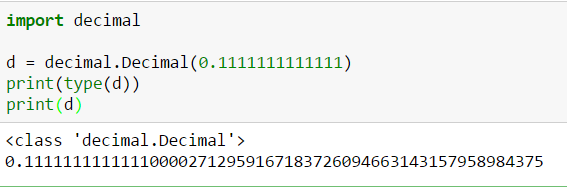 import decimal
d = decimal.Decimal(0.1111111111111)
print(type(d))
print(d)
<class 'decimal.Decimal'>
0.111111111111100002712959167183726094663143157958984375